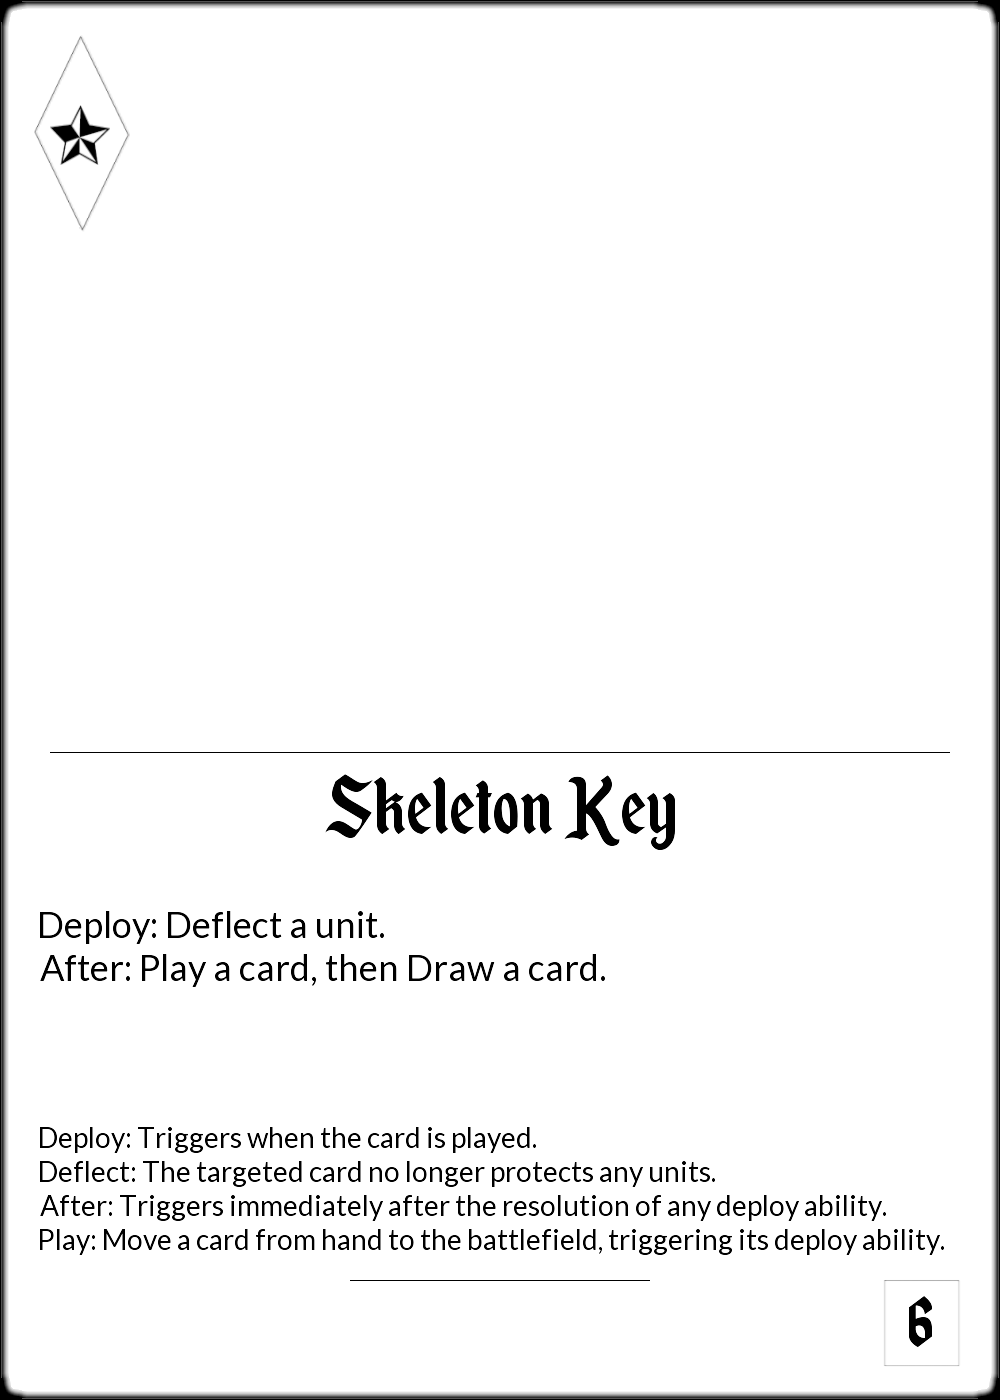 Skeleton Key
Deploy: Deflect a unit.
After: Play a card, then Draw a card.
Deploy: Triggers when the card is played.
Deflect: The targeted card no longer protects any units.
After: Triggers immediately after the resolution of any deploy ability.
Play: Move a card from hand to the battlefield, triggering its deploy ability.
6